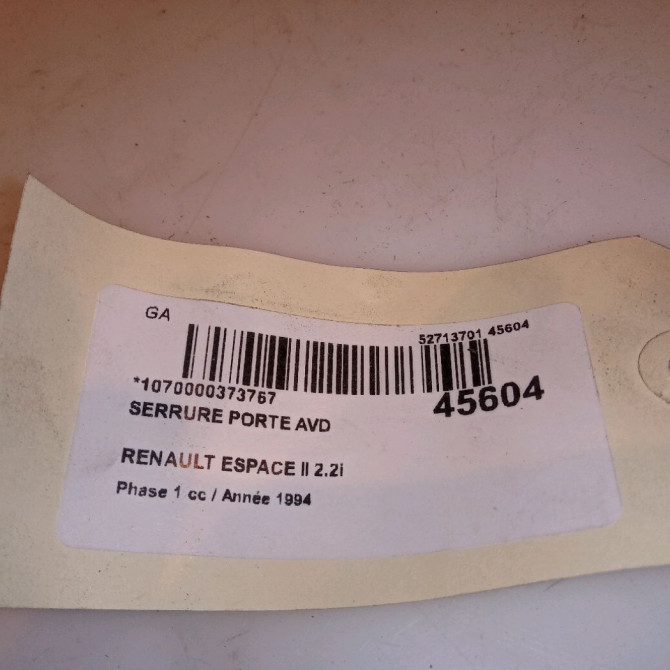 GA
52713701 45604
*1070000373767
45604
SERRURE PORTE AVD
RENAULT ESPACE II 2.2i
Phase 1 cc / Année 1994